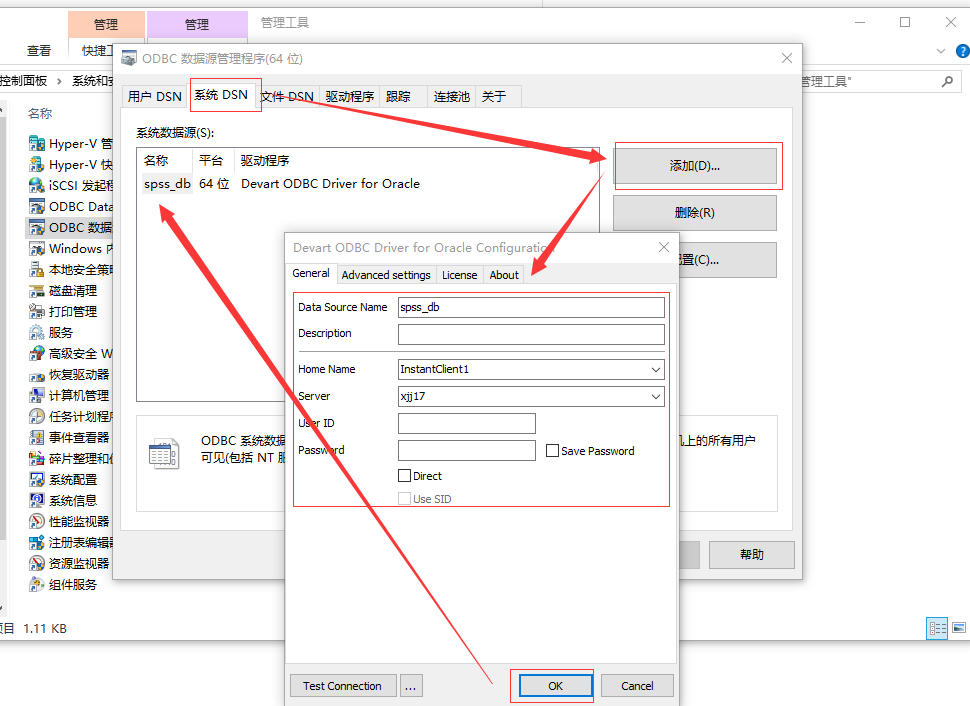 管理 管理 管理工具
查看 快捷工
控制面板 › 系统和安 管理工具"
名称
Hyper-V 管
Hyper-V 快
iSCSI 发起程
ODBC Data
ODBC 数据
Windows 内
本地安全策略
磁盘清理
打印管理
服务
高级安全 W
恢复驱动器
计算机管理
任务计划程序
事件查看器
碎片整理和优
系统配置
系统信息
性能监视器
注册表编辑器
资源监视器
组件服务
项目 1.11 KB
ODBC 数据源管理程序(64 位)
用户 DSN 系统 DSN 文件 DSN 驱动程序 跟踪 连接池 关于
系统数据源(S):
名称 平台 驱动程序
spss_db 64 位 Devart ODBC Driver for Oracle
添加(D)...
删除(R)
配置(C)...
ODBC 系统数据 机上的所有用户
可见(包括 NT 服
帮助
Devart ODBC Driver for Oracle Configuration
General Advanced settings License About
Data Source Name spss_db
Description
Home Name InstantClient1
Server xjj17
User ID
Password Save Password
Direct
Use SID
Test Connection ... OK Cancel